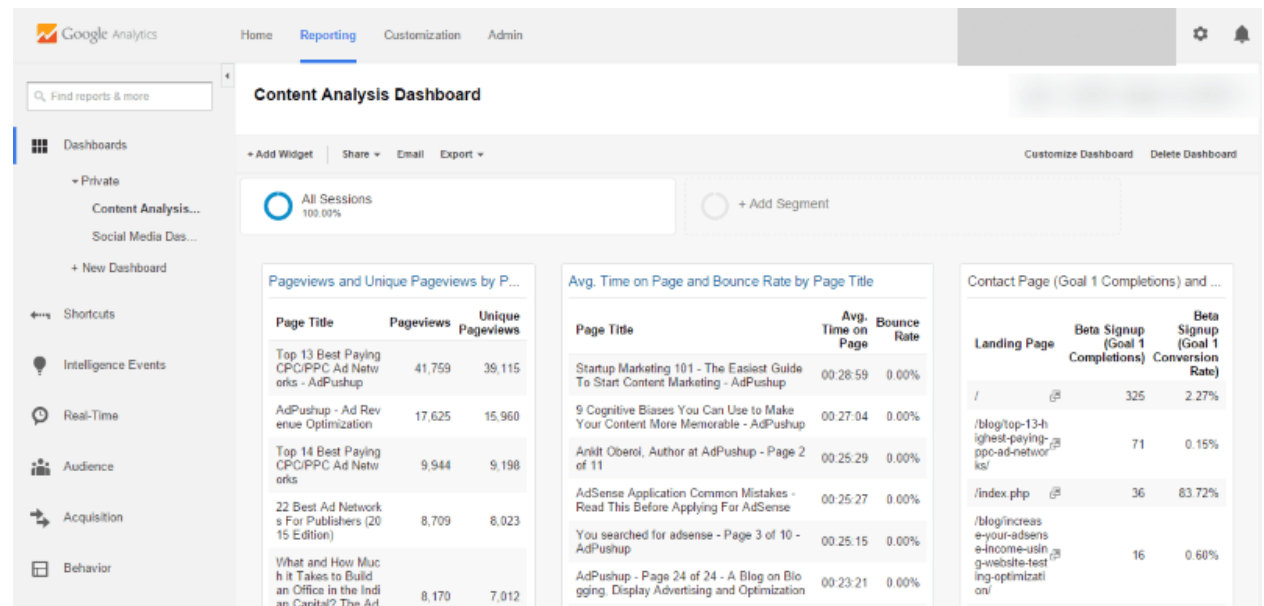 Google Analytics
Home Reporting Customization Admin
Find reports & more
Content Analysis Dashboard
Dashboards
+ Add Widget Share Email Export Customize Dashboard Delete Dashboard
Private
Content Analysis...
Social Media Das...
+ New Dashboard
Shortcuts
Intelligence Events
Real-Time
Audience
Acquisition
Behavior
All Sessions
100.00%
+ Add Segment
Pageviews and Unique Pageviews by P...
Page Title Pageviews Unique
Pageviews
Top 13 Best Paying
CPC/PPC Ad Netw
orks - AdPushup
41,759 39,115
AdPushup - Ad Rev
enue Optimization
17,625 15,960
Top 14 Best Paying
CPC/PPC Ad Netw
orks
9,944 9,198
22 Best Ad Network
s For Publishers (20
15 Edition)
8,709 8,023
What and How Muc
h it Takes to Build
an Office in the Indi
an Capital? The Ad
8,170 7,012
Avg. Time on Page and Bounce Rate by Page Title
Page Title
Avg.
Time on
Page
Bounce
Rate
Startup Marketing 101 - The Easiest Guide
To Start Content Marketing - AdPushup
00:28:59 0.00%
9 Cognitive Biases You Can Use to Make
Your Content More Memorable - AdPushup
00:27:04 0.00%
Ankit Oberoi, Author at AdPushup - Page 2
of 11
00:25:29 0.00%
AdSense Application Common Mistakes -
Read This Before Applying For AdSense
00:25:27 0.00%
You searched for adsense - Page 3 of 10 -
AdPushup
00:25:15 0.00%
AdPushup - Page 24 of 24 - A Blog on Blo
gging, Display Advertising and Optimization
00:23:21 0.00%
Contact Page (Goal 1 Completions) and ...
Landing Page
Beta Signup
(Goal 1
Completions)
Beta
Signup
(Goal 1
Conversion
Rate)
/ 325 2.27%
/blog/top-13-h
ighest-paying-
ppc-ad-networ
ks/
71 0.15%
/index.php 36 83.72%
/blog/increas
e-your-adsens
e-income-usin
g-website-test
ing-optimizati
on/
16 0.60%